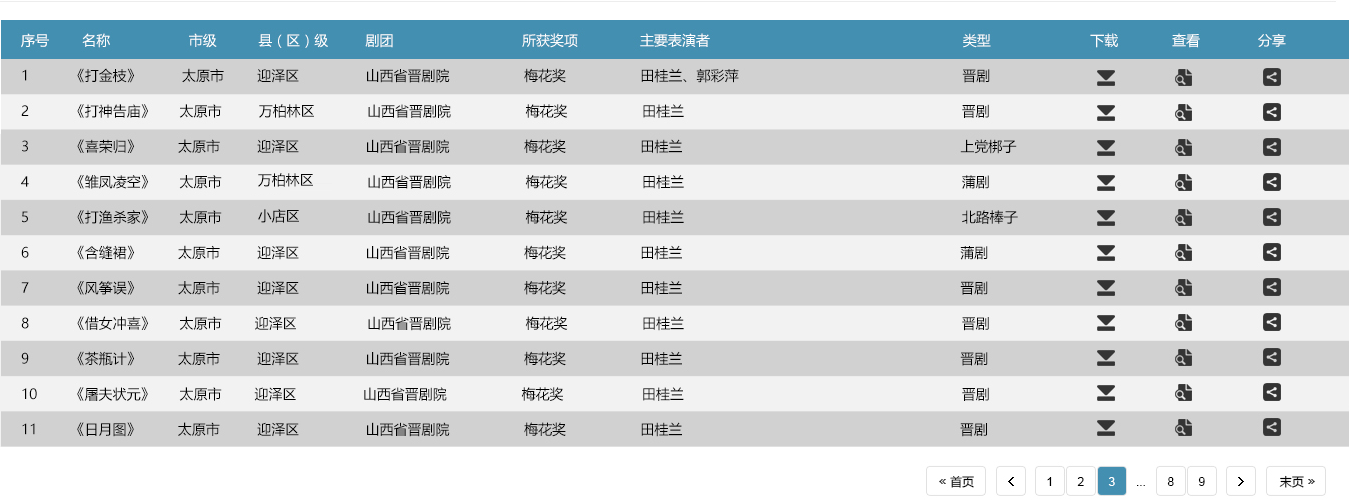 序号 名称 市级 县（区）级 剧团 所获奖项 主要表演者 类型 下载 查看 分享
1 《打金枝》 太原市 迎泽区 山西省晋剧院 梅花奖 田桂兰、郭彩萍 晋剧
2 《打神告庙》 太原市 万柏林区 山西省晋剧院 梅花奖 田桂兰 晋剧
3 《喜荣归》 太原市 迎泽区 山西省晋剧院 梅花奖 田桂兰 上党梆子
4 《雏凤凌空》 太原市 万柏林区 山西省晋剧院 梅花奖 田桂兰 蒲剧
5 《打渔杀家》 太原市 小店区 山西省晋剧院 梅花奖 田桂兰 北路棒子
6 《含缝裙》 太原市 迎泽区 山西省晋剧院 梅花奖 田桂兰 蒲剧
7 《风筝误》 太原市 迎泽区 山西省晋剧院 梅花奖 田桂兰 晋剧
8 《借女冲喜》 太原市 迎泽区 山西省晋剧院 梅花奖 田桂兰 晋剧
9 《茶瓶计》 太原市 迎泽区 山西省晋剧院 梅花奖 田桂兰 晋剧
10 《屠夫状元》 太原市 迎泽区 山西省晋剧院 梅花奖 田桂兰 晋剧
11 《日月图》 太原市 迎泽区 山西省晋剧院 梅花奖 田桂兰 晋剧
« 首页 < 1 2 3 ... 8 9 > 末页 »